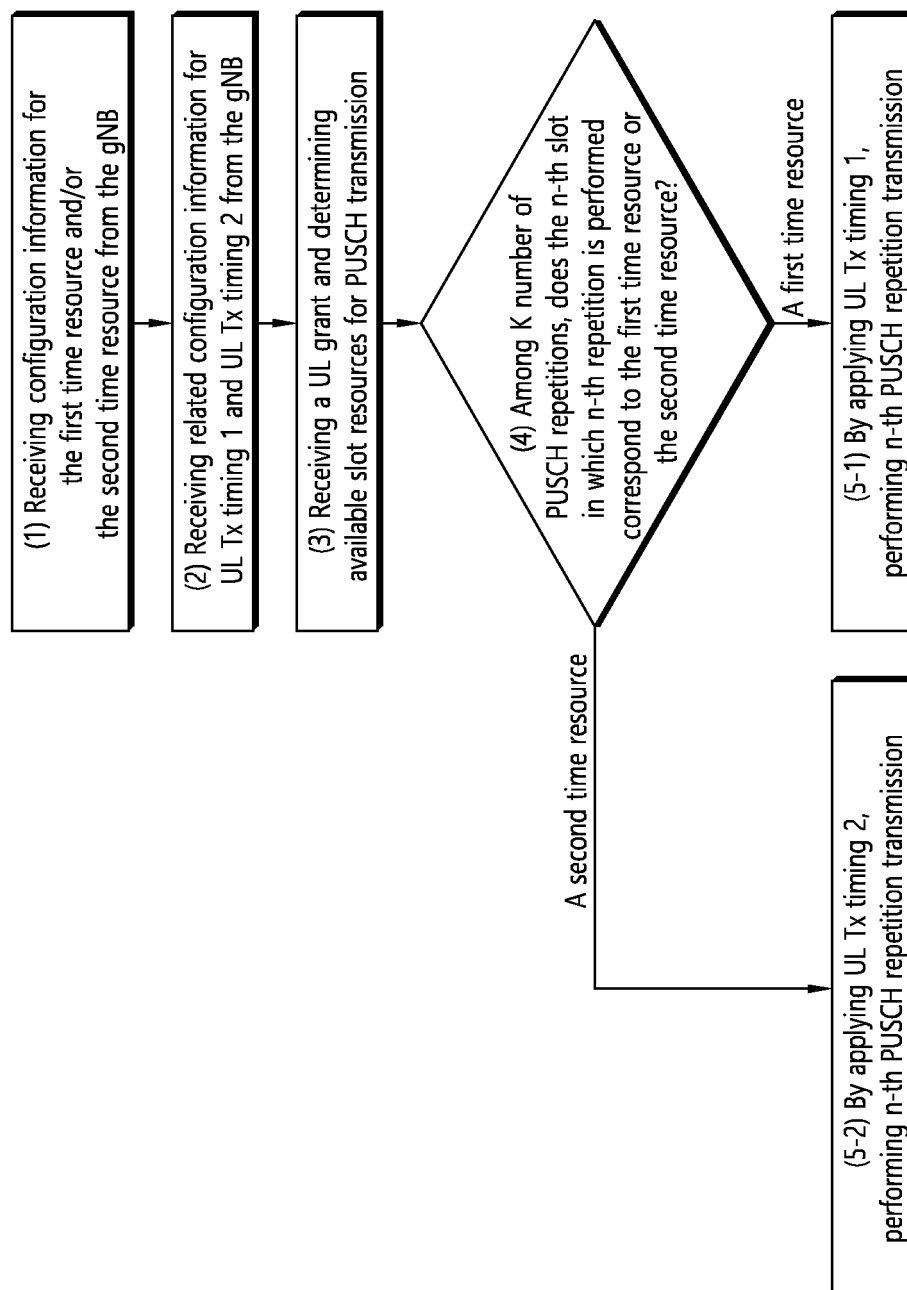 (1) Receiving configuration information for
the first time resource and/or
the second time resource from the gNB
(2) Receiving related configuration information for
UL Tx timing 1 and UL Tx timing 2 from the gNB
(3) Receiving a UL grant and determining
available slot resources for PUSCH transmission
(4) Among K number of
PUSCH repetitions, does the n-th slot
in which n-th repetition is performed
correspond to the first time resource or
the second time resource?
A first time resource
(5-1) By applying UL Tx timing 1,
performing n-th PUSCH repetition transmission
A second time resource
(5-2) By applying UL Tx timing 2,
performing n-th PUSCH repetition transmission